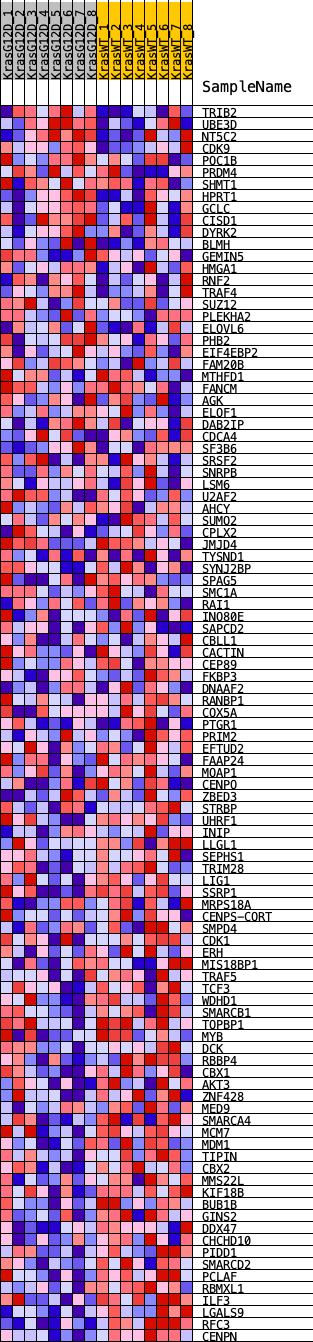 KrasG12D_1
KrasG12D_2
KrasG12D_3
KrasG12D_4
KrasG12D_5
KrasG12D_6
KrasG12D_7
KrasG12D_8
KrasWT_1
KrasWT_2
KrasWT_3
KrasWT_4
KrasWT_5
KrasWT_6
KrasWT_7
KrasWT_8
SampleName
TRIB2
UBE3D
NT5C2
CDK9
POC1B
PRDM4
SHMT1
HPRT1
GCLC
CISD1
DYRK2
BLMH
GEMIN5
HMGA1
RNF2
TRAF4
SUZ12
PLEKHA2
ELOVL6
PHB2
EIF4EBP2
FAM20B
MTHFD1
FANCM
AGK
ELOF1
DAB2IP
CDCA4
SF3B6
SRSF2
SNRPB
LSM6
U2AF2
AHCY
SUMO2
CPLX2
JMJD4
TYSND1
SYNJ2BP
SPAG5
SMC1A
RAI1
INO80E
SAPCD2
CBLL1
CACTIN
CEP89
FKBP3
DNAAF2
RANBP1
COX5A
PTGR1
PRIM2
EFTUD2
FAAP24
MOAP1
CENPO
ZBED3
STRBP
UHRF1
INIP
LLGL1
SEPHS1
TRIM28
LIG1
SSRP1
MRPS18A
CENPS-CORT
SMPD4
CDK1
ERH
MIS18BP1
TRAF5
TCF3
WDHD1
SMARCB1
TOPBP1
MYB
DCK
RBBP4
CBX1
AKT3
ZNF428
MED9
SMARCA4
MCM7
MDM1
TIPIN
CBX2
MMS22L
KIF18B
BUB1B
GINS2
DDX47
CHCHD10
PIDD1
SMARCD2
PCLAF
RBMXL1
ILF3
LGALS9
RFC3
CENPN